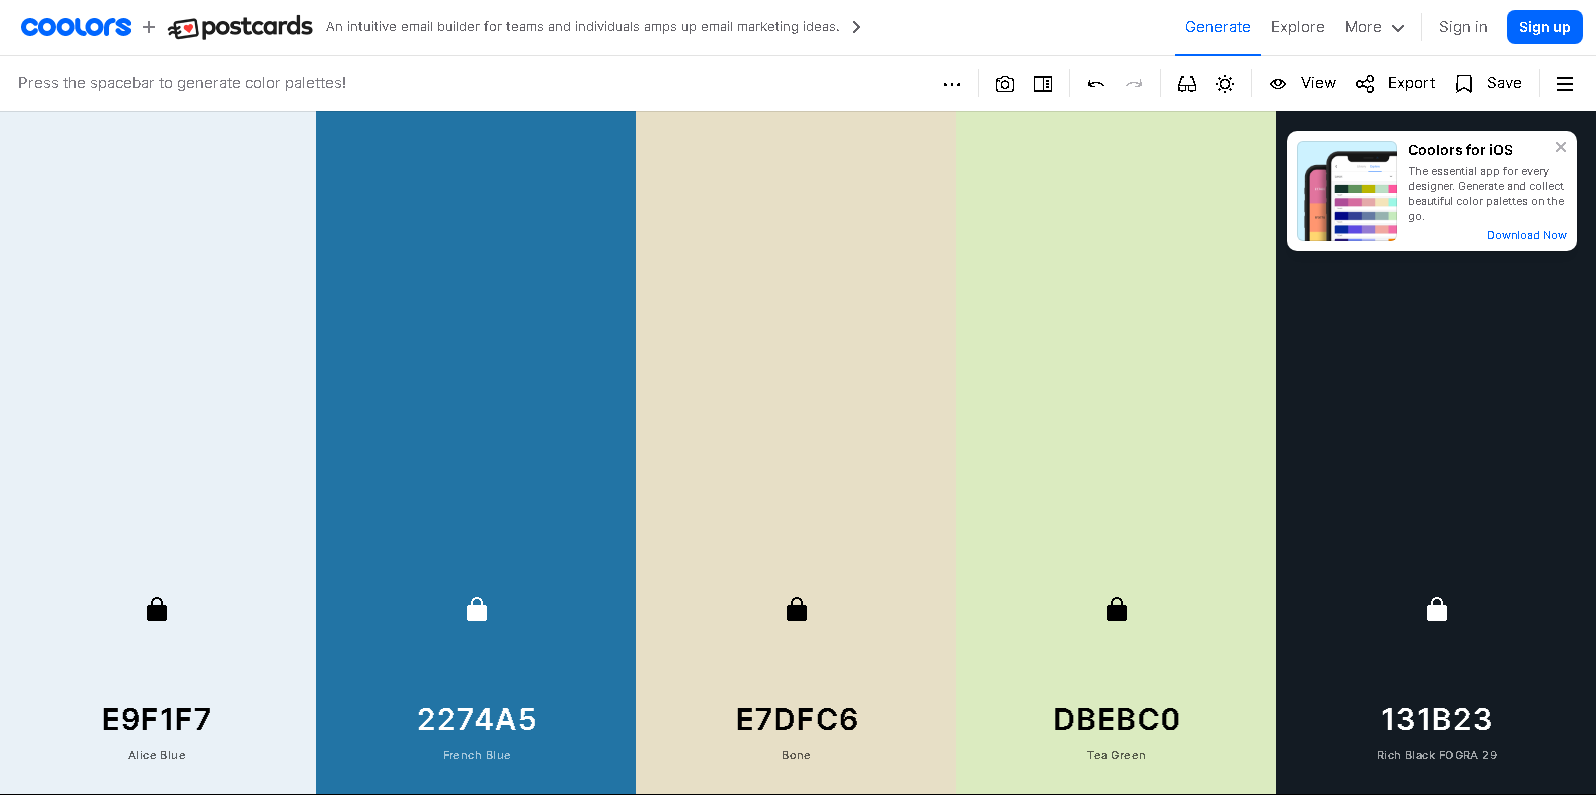 coolors + postcards An intuitive email builder for teams and individuals amps up email marketing ideas. Generate Explore More Sign in Sign up
Press the spacebar to generate color palettes! View Export Save
Coolors for iOS
The essential app for every
designer. Generate and collect
beautiful color palettes on the
go.
Download Now
E9F1F7 2274A5 E7DFC6 DBEBC0 131B23
Alice Blue French Blue Bone Tea Green Rich Black FOGRA 29